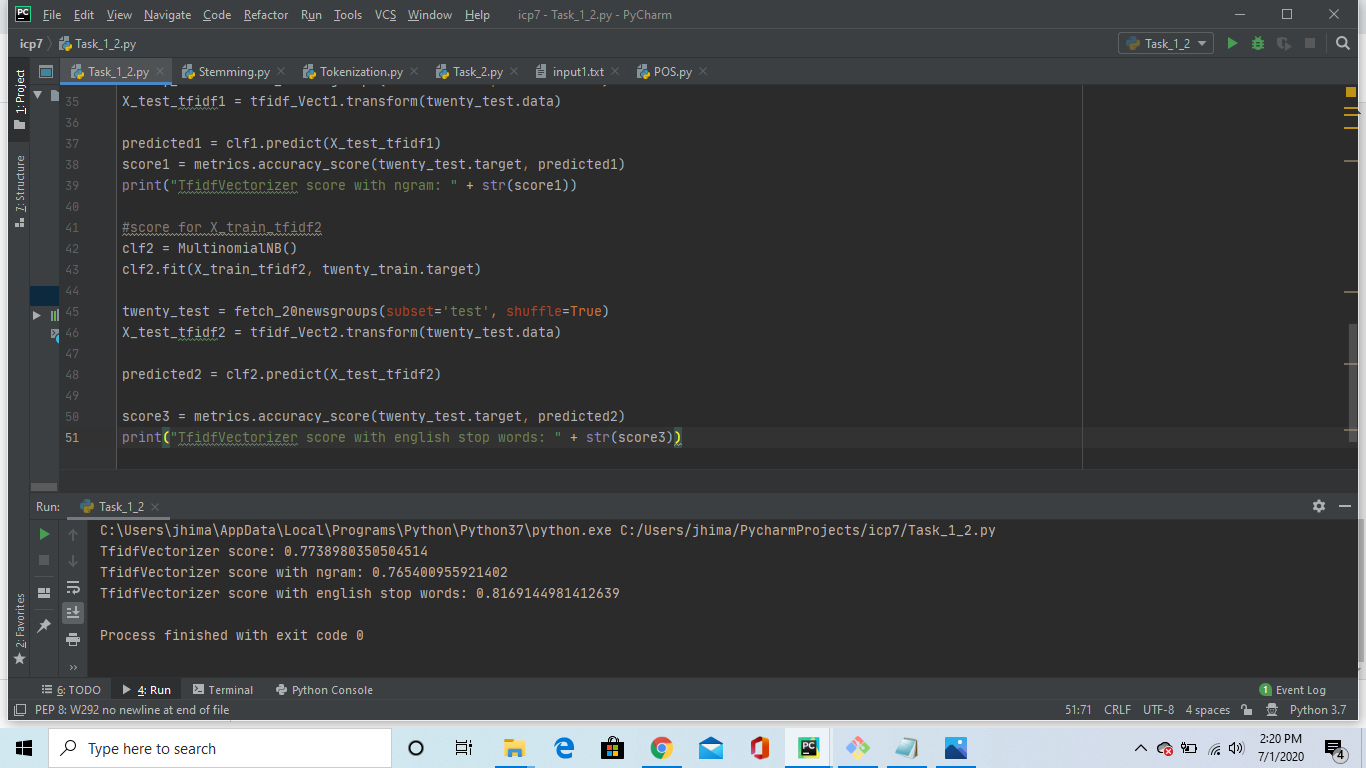 File Edit View Navigate Code Refactor Run Tools VCS Window Help icp7 - Task_1_2.py - PyCharm
icp7 Task_1_2.py Task_1_2
Task_1_2.py Stemming.py Tokenization.py Task_2.py input1.txt POS.py
1: Project
7: Structure
2: Favorites
35 X_test_tfidf1 = tfidf_Vect1.transform(twenty_test.data)
36
37 predicted1 = clf1.predict(X_test_tfidf1)
38 score1 = metrics.accuracy_score(twenty_test.target, predicted1)
39 print("TfidfVectorizer score with ngram: " + str(score1))
40
41 #score for X_train_tfidf2
42 clf2 = MultinomialNB()
43 clf2.fit(X_train_tfidf2, twenty_train.target)
44
45 twenty_test = fetch_20newsgroups(subset='test', shuffle=True)
46 X_test_tfidf2 = tfidf_Vect2.transform(twenty_test.data)
47
48 predicted2 = clf2.predict(X_test_tfidf2)
49
50 score3 = metrics.accuracy_score(twenty_test.target, predicted2)
51 print("TfidfVectorizer score with english stop words: " + str(score3))
Run: Task_1_2
C:\Users\jhima\AppData\Local\Programs\Python\Python37\python.exe C:/Users/jhima/PycharmProjects/icp7/Task_1_2.py
TfidfVectorizer score: 0.7738980350504514
TfidfVectorizer score with ngram: 0.765400955921402
TfidfVectorizer score with english stop words: 0.8169144981412639
Process finished with exit code 0
6: TODO 4: Run Terminal Python Console 1 Event Log
PEP 8: W292 no newline at end of file 51:71 CRLF UTF-8 4 spaces Python 3.7
Type here to search
2:20 PM
7/1/2020
4